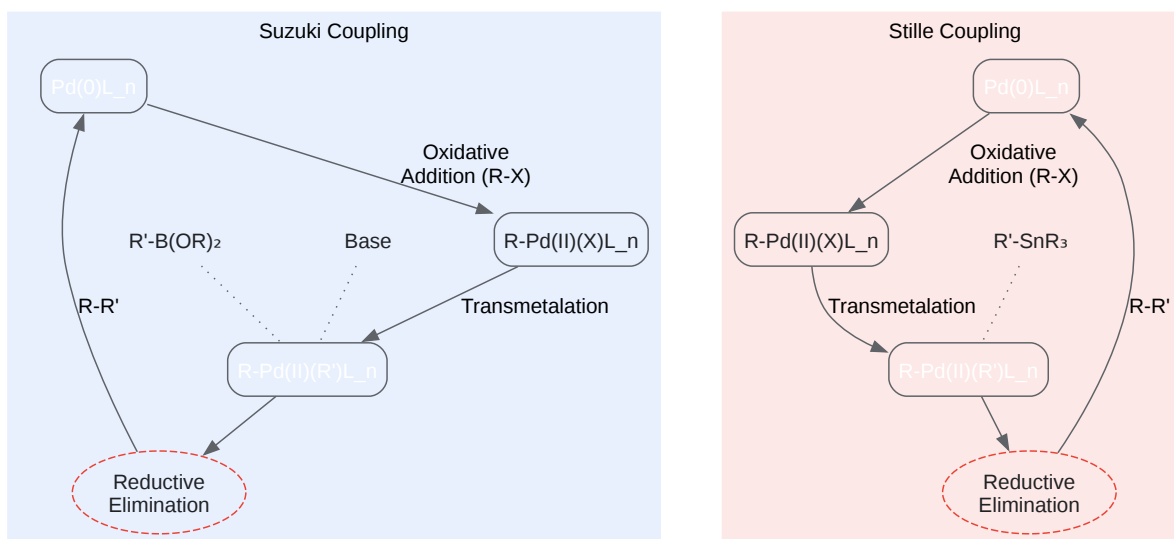 Suzuki Coupling
Pd(0)L_n
Oxidative
Addition (R-X)
R'-B(OR)₂
Base
R-Pd(II)(X)L_n
R-R'
Transmetalation
R-Pd(II)(R')L_n
Reductive
Elimination
Stille Coupling
Pd(0)L_n
Oxidative
Addition (R-X)
R-Pd(II)(X)L_n
R'-SnR₃
Transmetalation
R-R'
R-Pd(II)(R')L_n
Reductive
Elimination